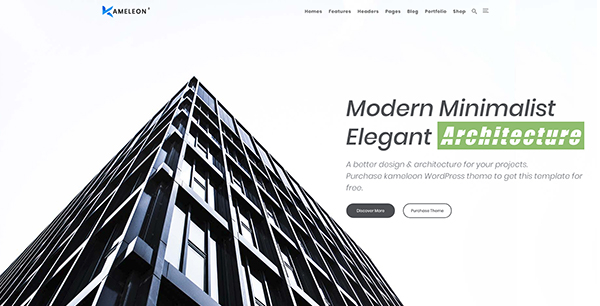 KAMELEON
Homes Features Headers Pages Blog Portfolio Shop
Modern Minimalist
Elegant Architecture
A better design & architecture for your projects.
Purchase kameleon WordPress theme to get this template for
free.
Discover More Purchase Theme